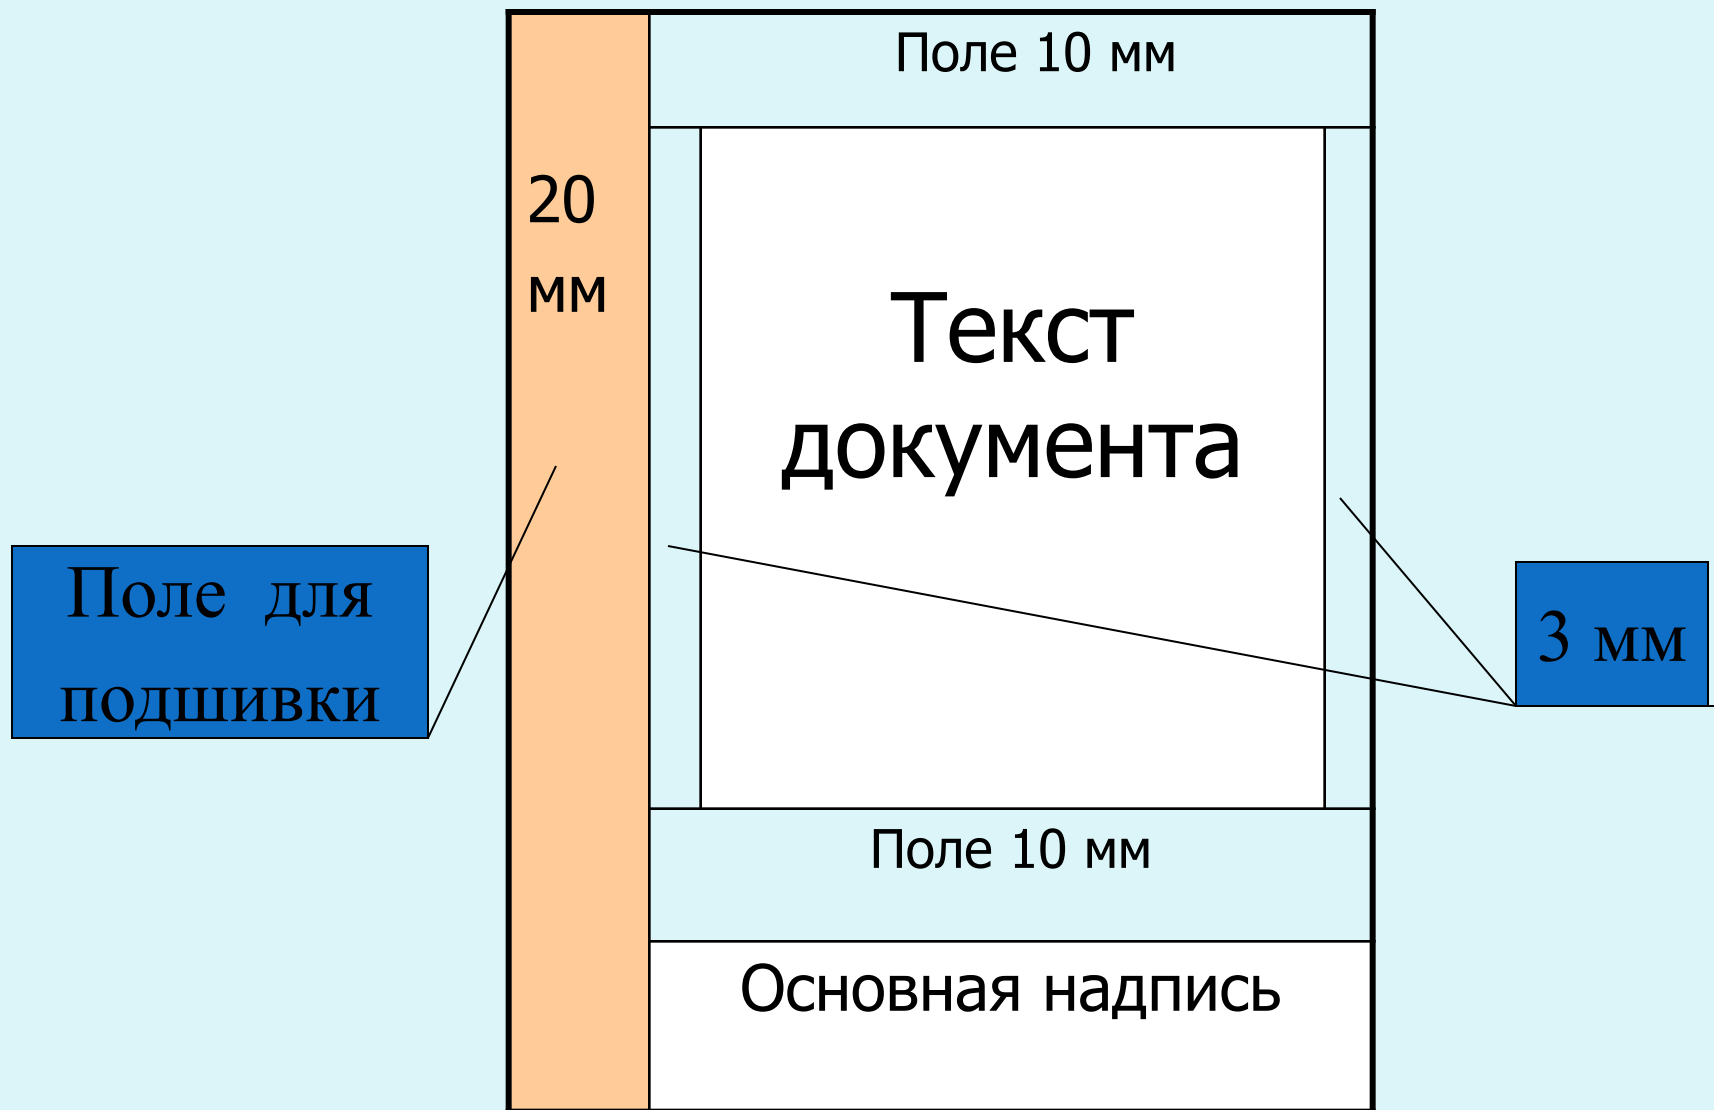 Поле 10 мм
20
мм
Текст
документа
Поле для
подшивки
3 мм
Поле 10 мм
Основная надпись